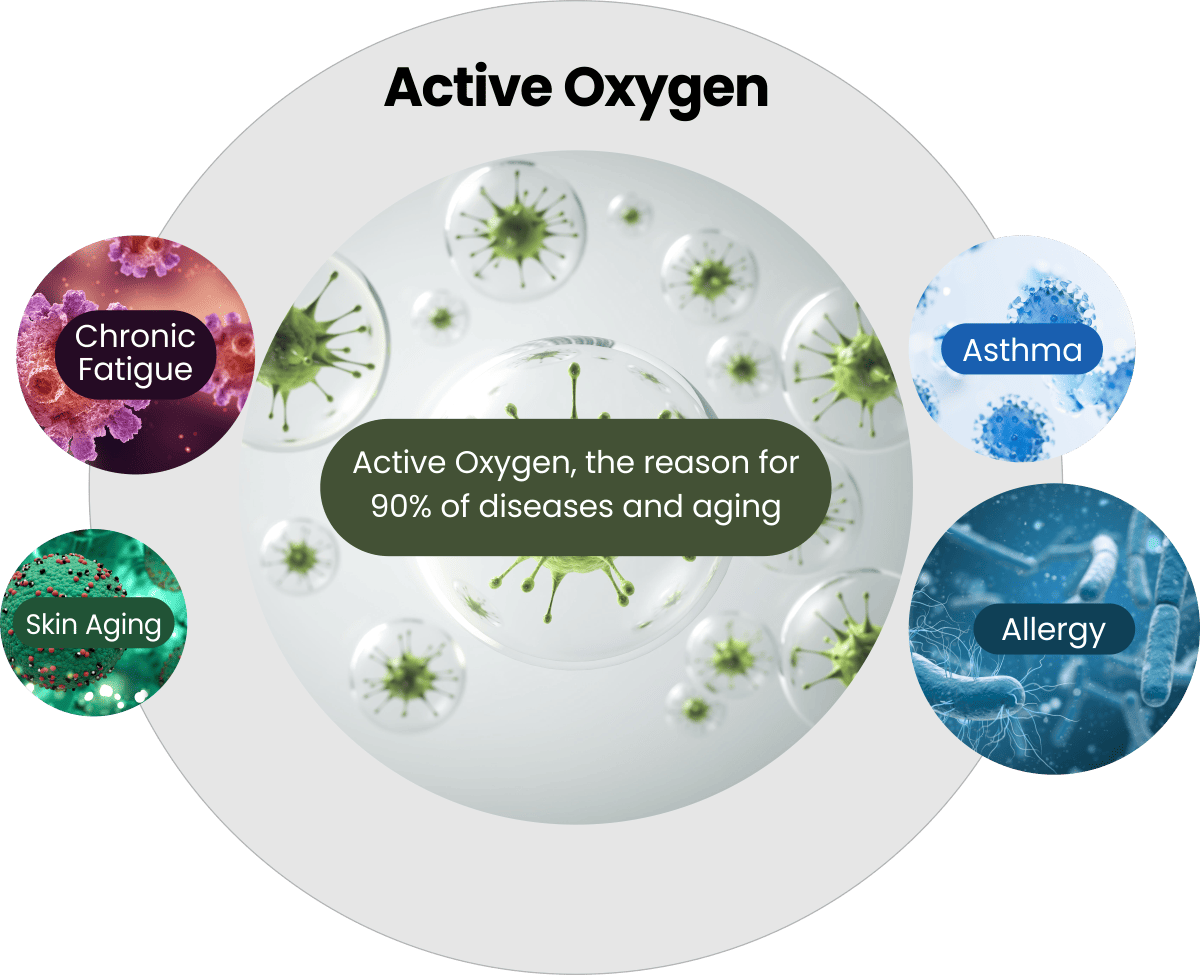 Active Oxygen
Chronic
Fatigue
Asthma
Active Oxygen, the reason for
90% of diseases and aging
Skin Aging
Allergy